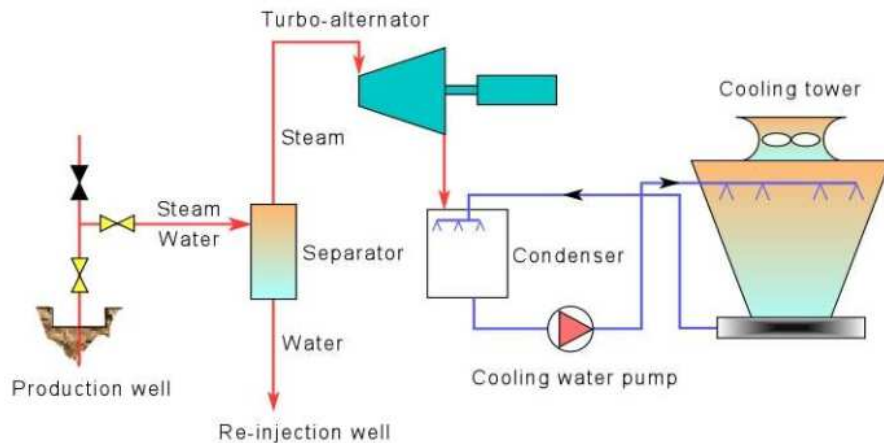 Turbo-alternator
Cooling tower
Steam
Steam
Water
Separator
Condenser
Water
Cooling water pump
Production well
Re-injection well